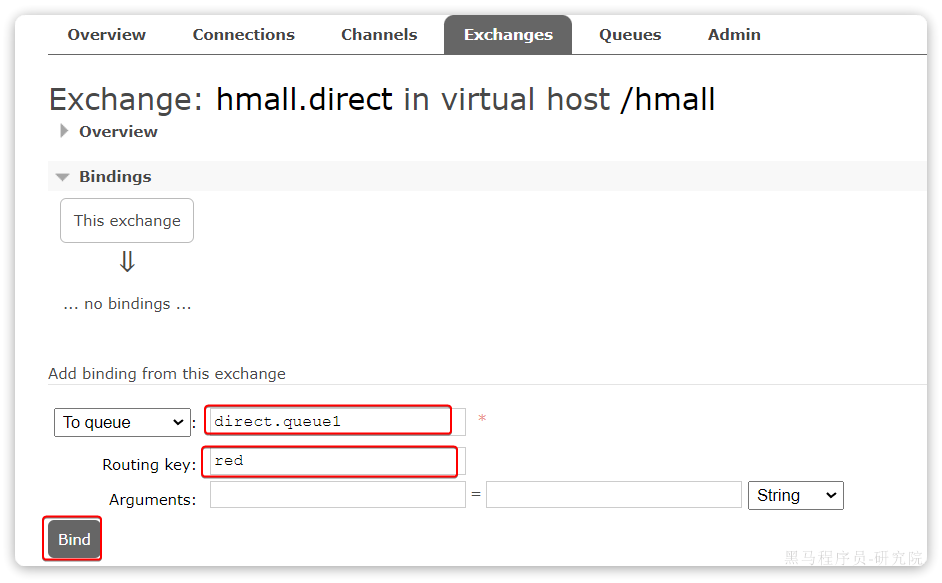 Overview Connections Channels Exchanges Queues Admin
Exchange: hmall.direct in virtual host /hmall
Overview
Bindings
This exchange
⇓
... no bindings ...
Add binding from this exchange
To queue : direct.queue1 *
Routing key: red
Arguments: = String
Bind
黑马程序员-研究院